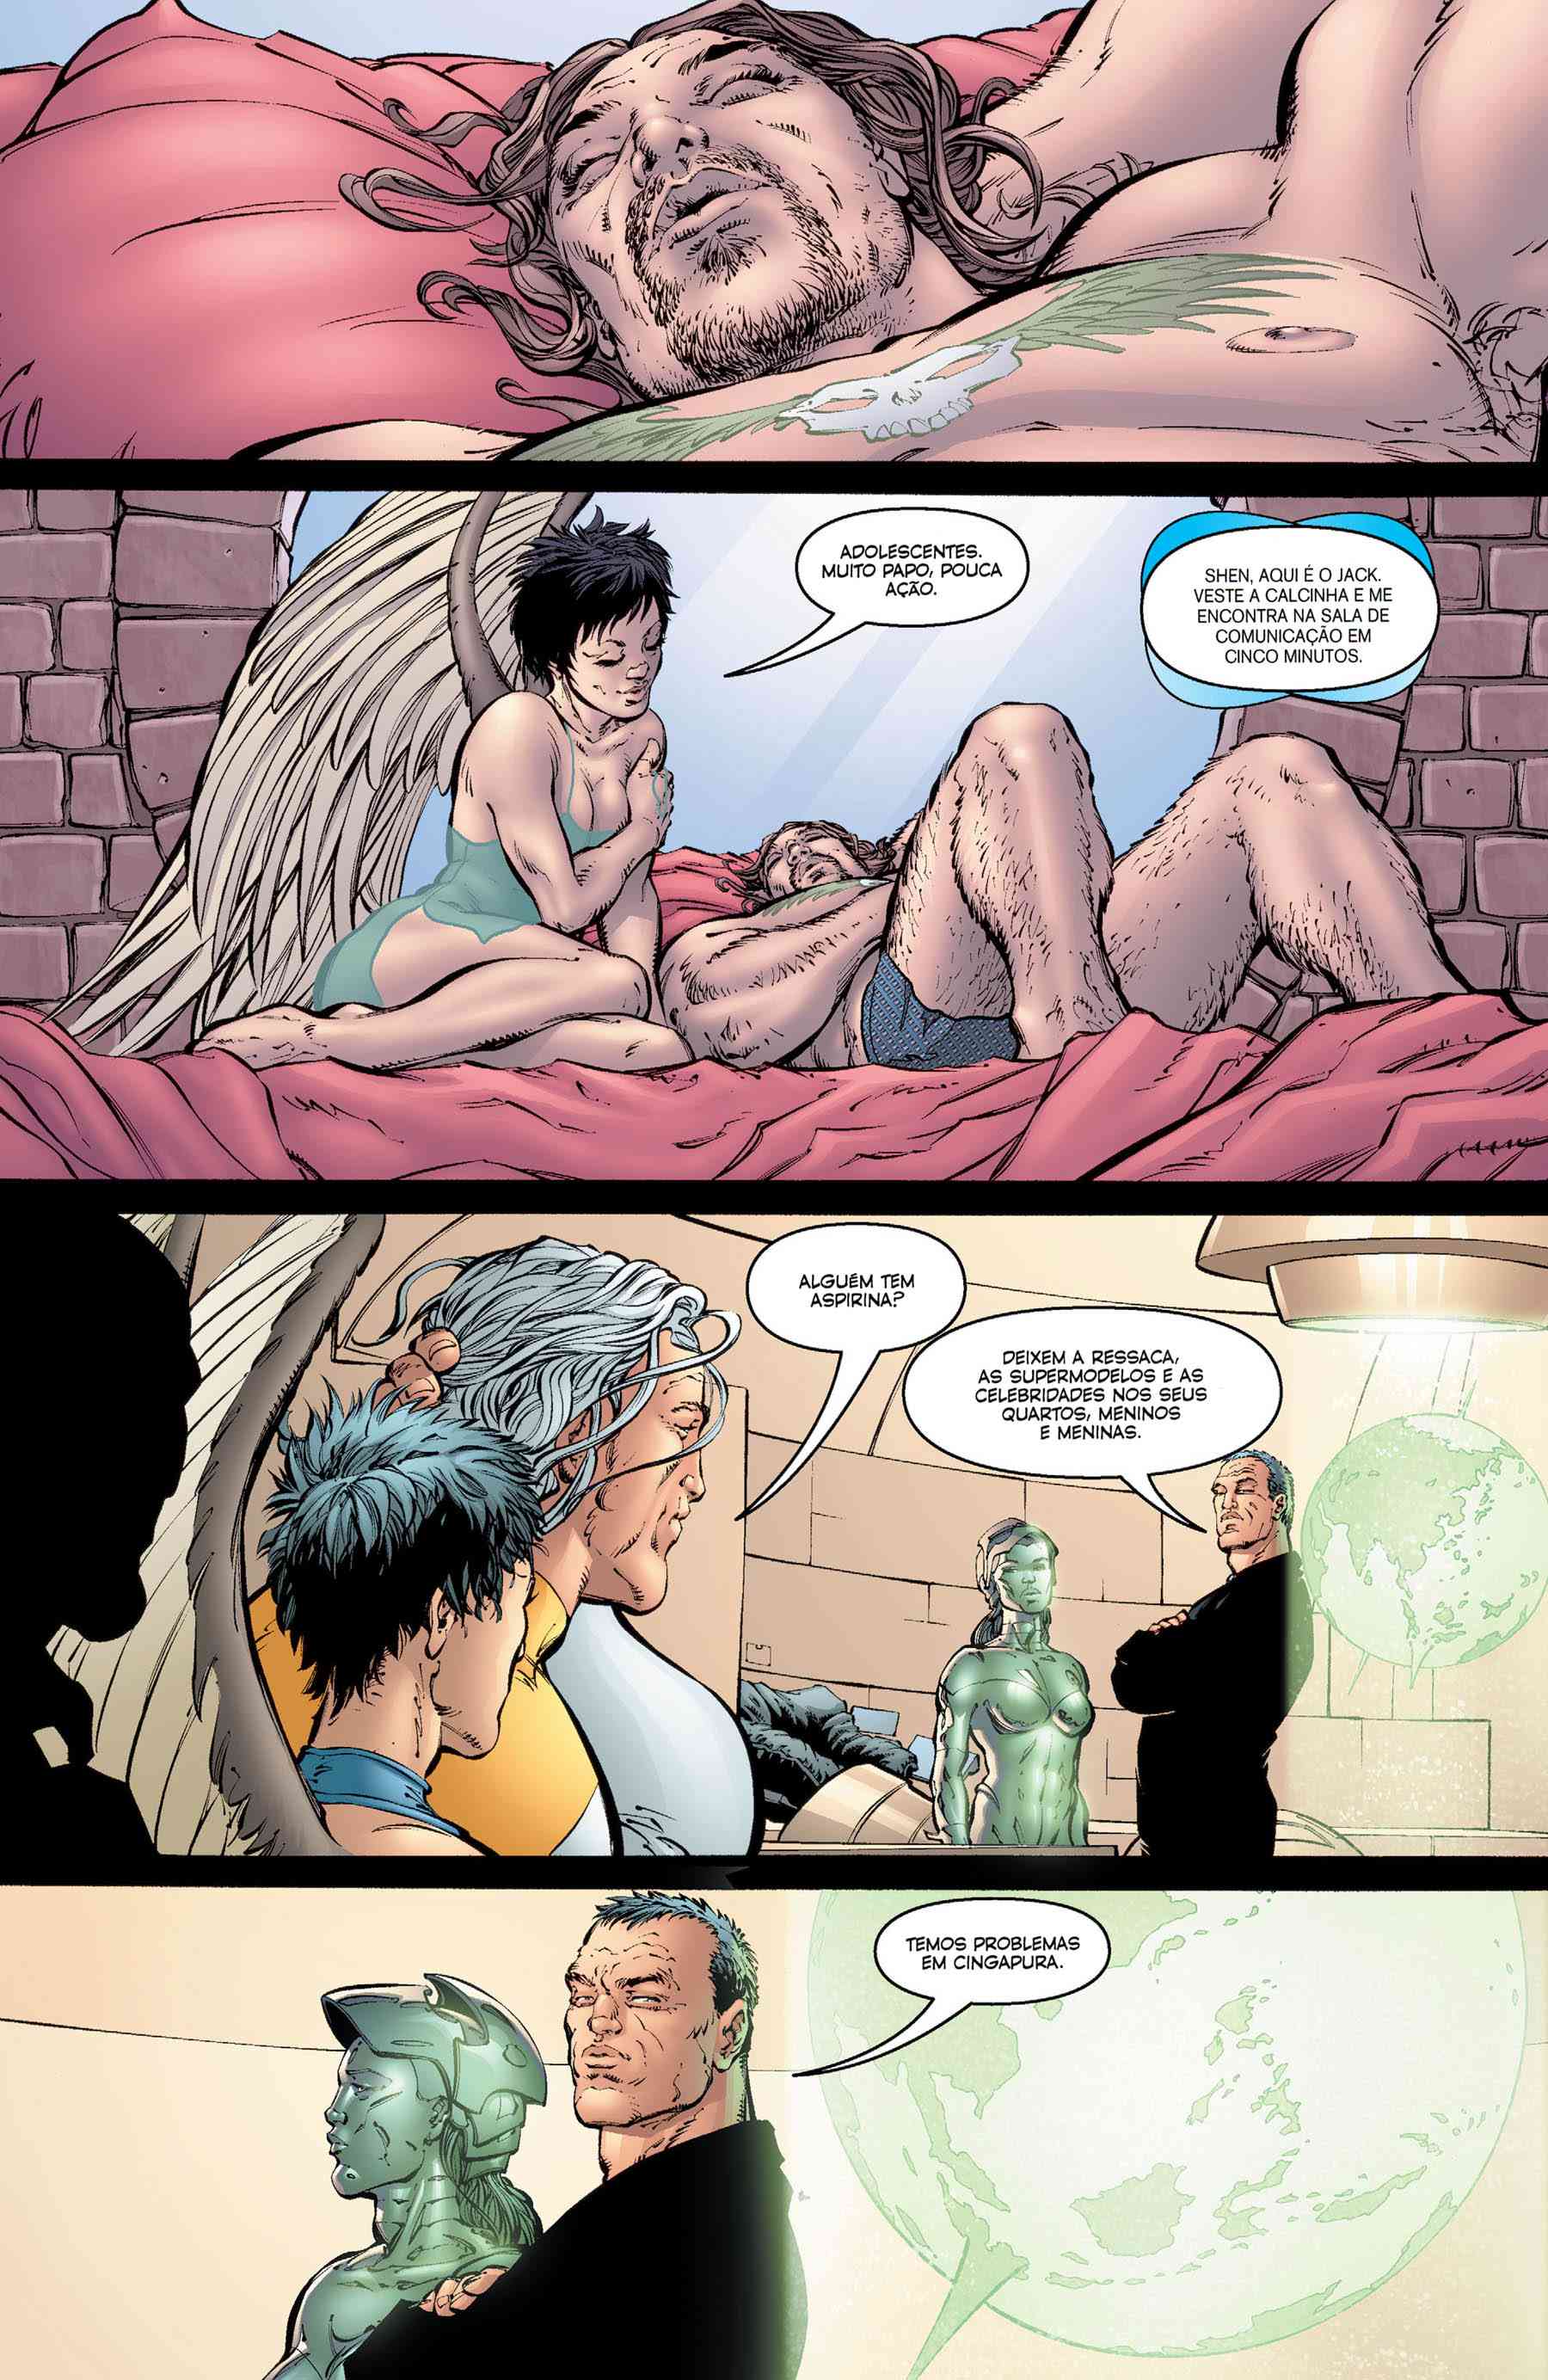 ADOLESCENTES.
MUITO PAPO, POUCA
AÇÃO.
SHEN, AQUI É O JACK.
VESTE A CALCINHA E ME
ENCONTRA NA SALA DE
COMUNICAÇÃO EM
CINCO MINUTOS.
ALGUÉM TEM
ASPIRINA?
DEIXEM A RESSACA,
AS SUPERMODELOS E AS
CELEBRIDADES NOS SEUS
QUARTOS, MENINOS
E MENINAS.
TEMOS PROBLEMAS
EM CINGAPURA.